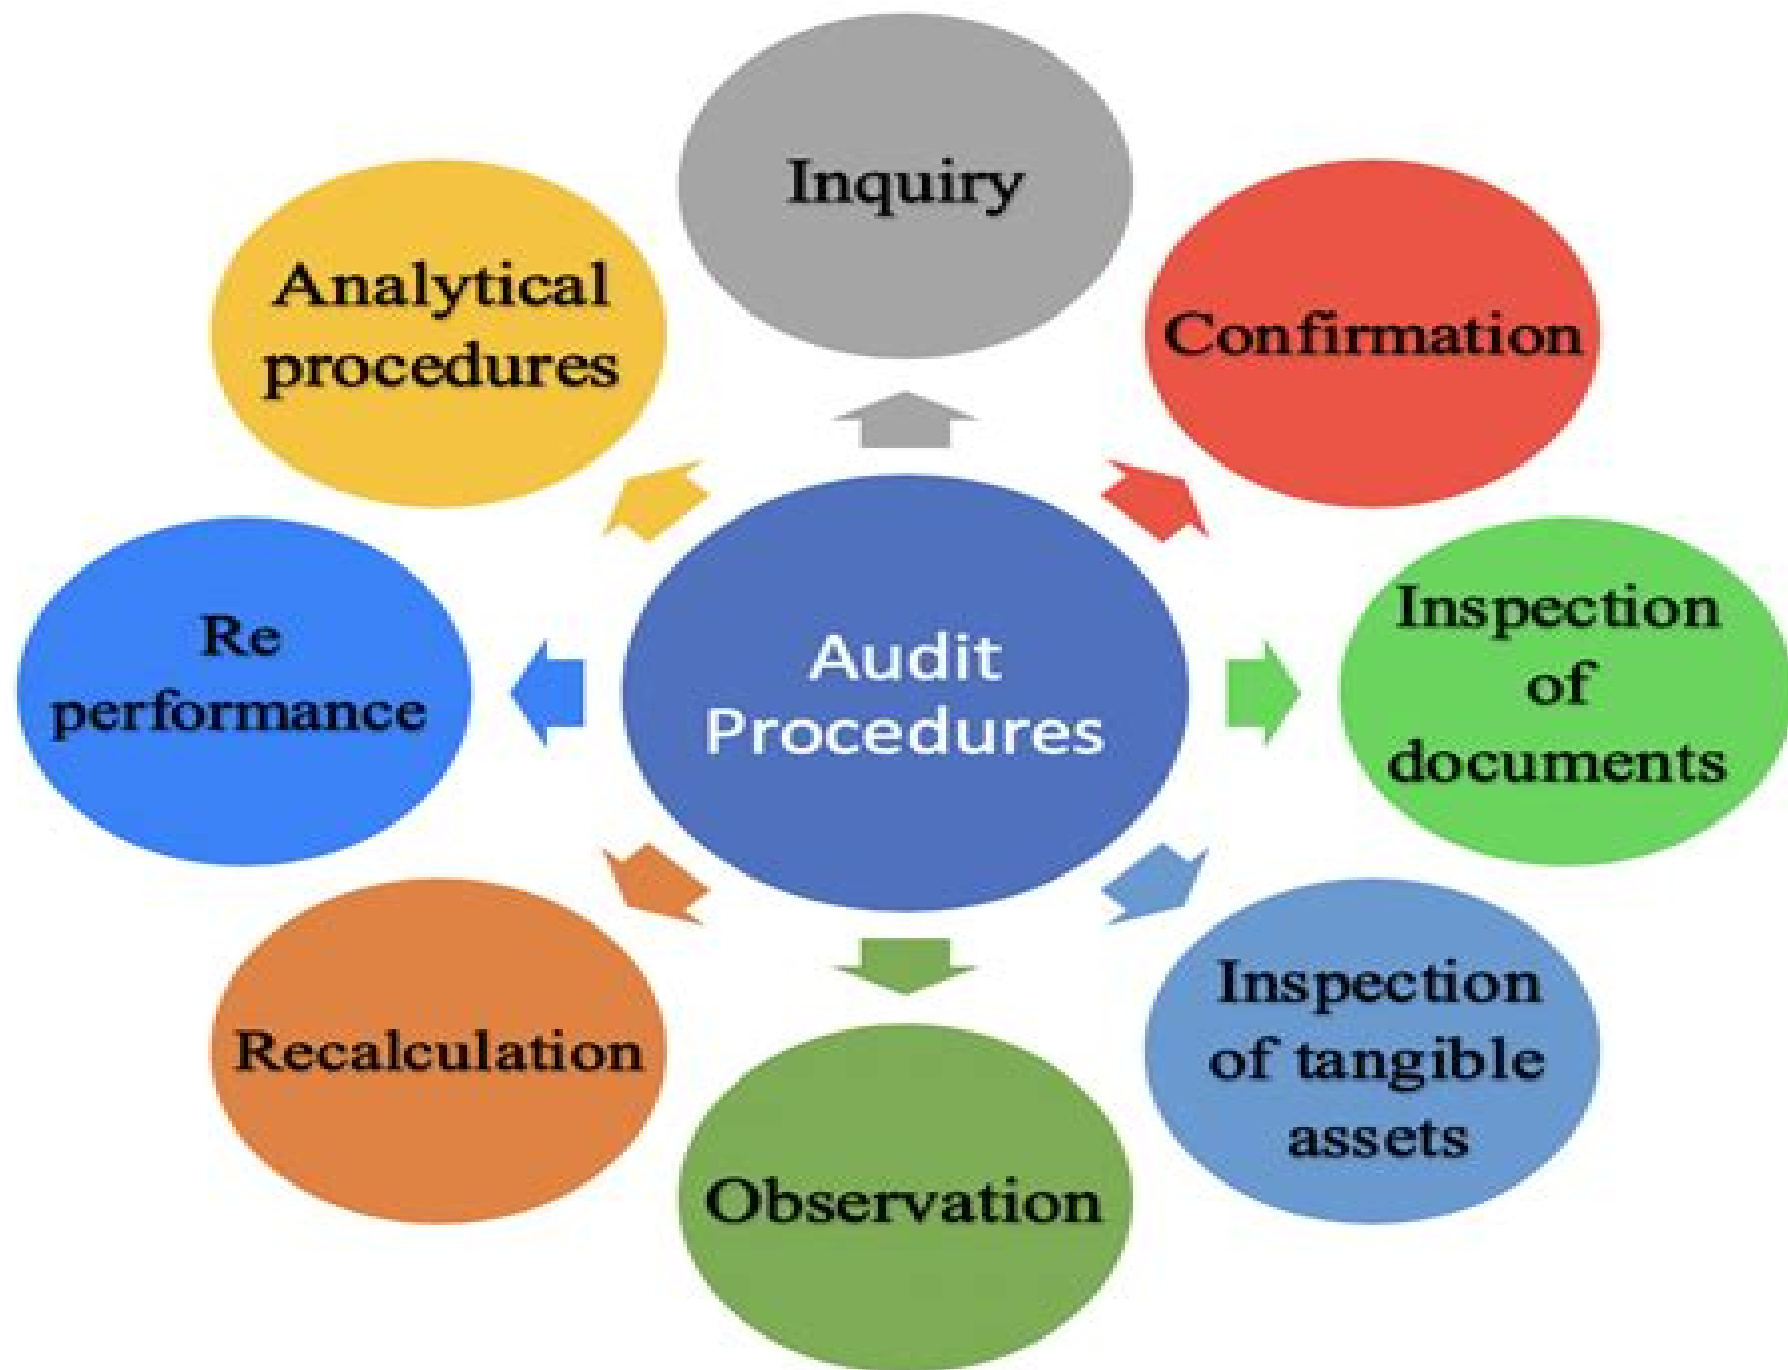 Inquiry
Analytical
procedures
Confirmation
Re
performance
Audit
Procedures
Inspection
of
documents
Recalculation
Inspection
of tangible
assets
Observation